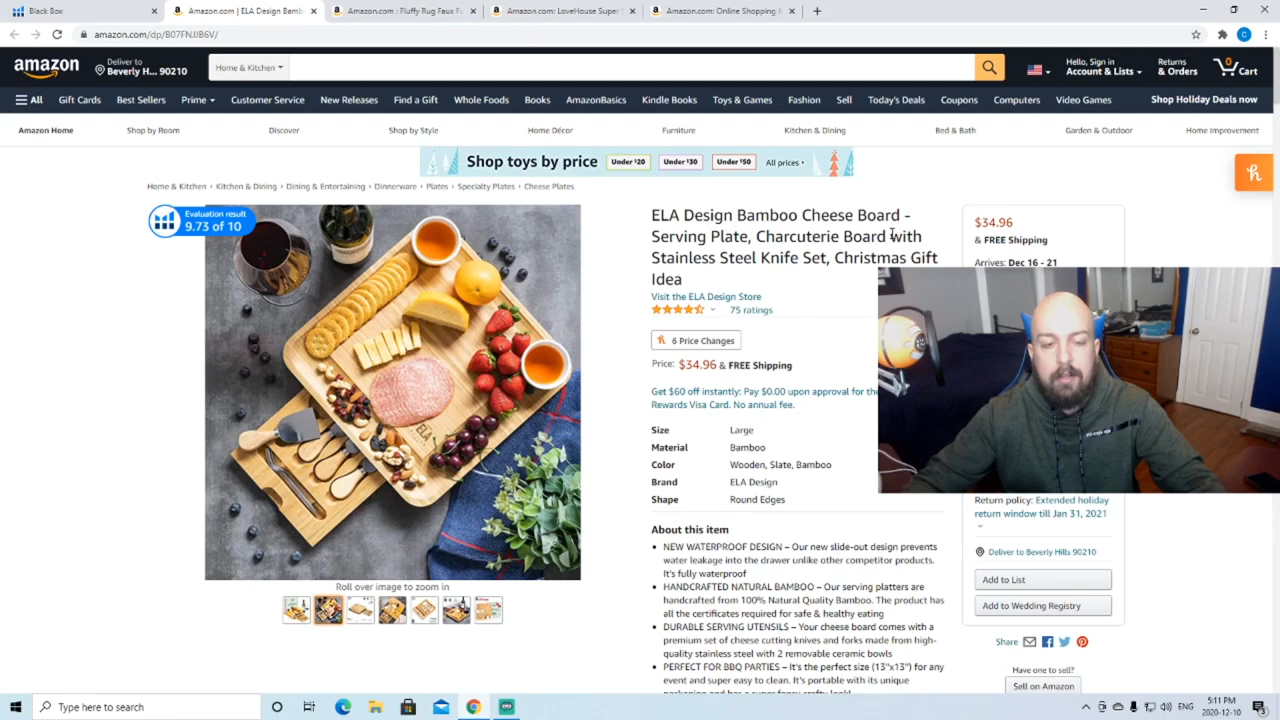 Black Box
Amazon.com | ELA Design Bamb
Amazon.com : Fluffy Rug Faux Fu
Amazon.com: LoveHouse Super S
Amazon.com: Online Shopping
amazon.com/dp/B07FNJJB6V/
C
amazon
Deliver to
Beverly H... 90210
Home & Kitchen
Hello, Sign in
Account & Lists
Returns
& Orders
0
Cart
All
Gift Cards
Best Sellers
Prime
Customer Service
New Releases
Find a Gift
Whole Foods
Books
AmazonBasics
Kindle Books
Toys & Games
Fashion
Sell
Today's Deals
Coupons
Computers
Video Games
Shop Holiday Deals now
Amazon Home
Shop by Room
Discover
Shop by Style
Home Décor
Furniture
Kitchen & Dining
Bed & Bath
Garden & Outdoor
Home Improvement
Shop toys by price
Under $20
Under $30
Under $50
All prices
h
Home & Kitchen › Kitchen & Dining › Dining & Entertaining › Dinnerware › Plates › Specialty Plates › Cheese Plates
Evaluation result
9.73 of 10
ELA
Roll over image to zoom in
ELA Design Bamboo Cheese Board -
Serving Plate, Charcuterie Board with
Stainless Steel Knife Set, Christmas Gift
Idea
Visit the ELA Design Store
75 ratings
6 Price Changes
Price: $34.96 & FREE Shipping
Get $60 off instantly: Pay $0.00 upon approval for the
Rewards Visa Card. No annual fee.
Size Large
Material Bamboo
Color Wooden, Slate, Bamboo
Brand ELA Design
Shape Round Edges
About this item
• NEW WATERPROOF DESIGN – Our new slide-out design prevents
water leakage into the drawer unlike other competitor products.
It's fully waterproof
• HANDCRAFTED NATURAL BAMBOO – Our serving platters are
handcrafted from 100% Natural Quality Bamboo. The product has
all the certificates required for safe & healthy eating
• DURABLE SERVING UTENSILS – Your cheese board comes with a
premium set of cheese cutting knives and forks made from high-
quality stainless steel with 2 removable ceramic bowls
• PERFECT FOR BBQ PARTIES – It's the perfect size (13"x13") for any
event and super easy to clean. It's portable with its unique
packaging and has a super fancy crafty look!
$34.96
& FREE Shipping
Arrives: Dec 16 - 21
Return policy: Extended holiday
return window till Jan 31, 2021
Deliver to Beverly Hills 90210
Add to List
Add to Wedding Registry
Share
Have one to sell?
Sell on Amazon
Type here to search
ENG
5:11 PM
2020-12-10
3